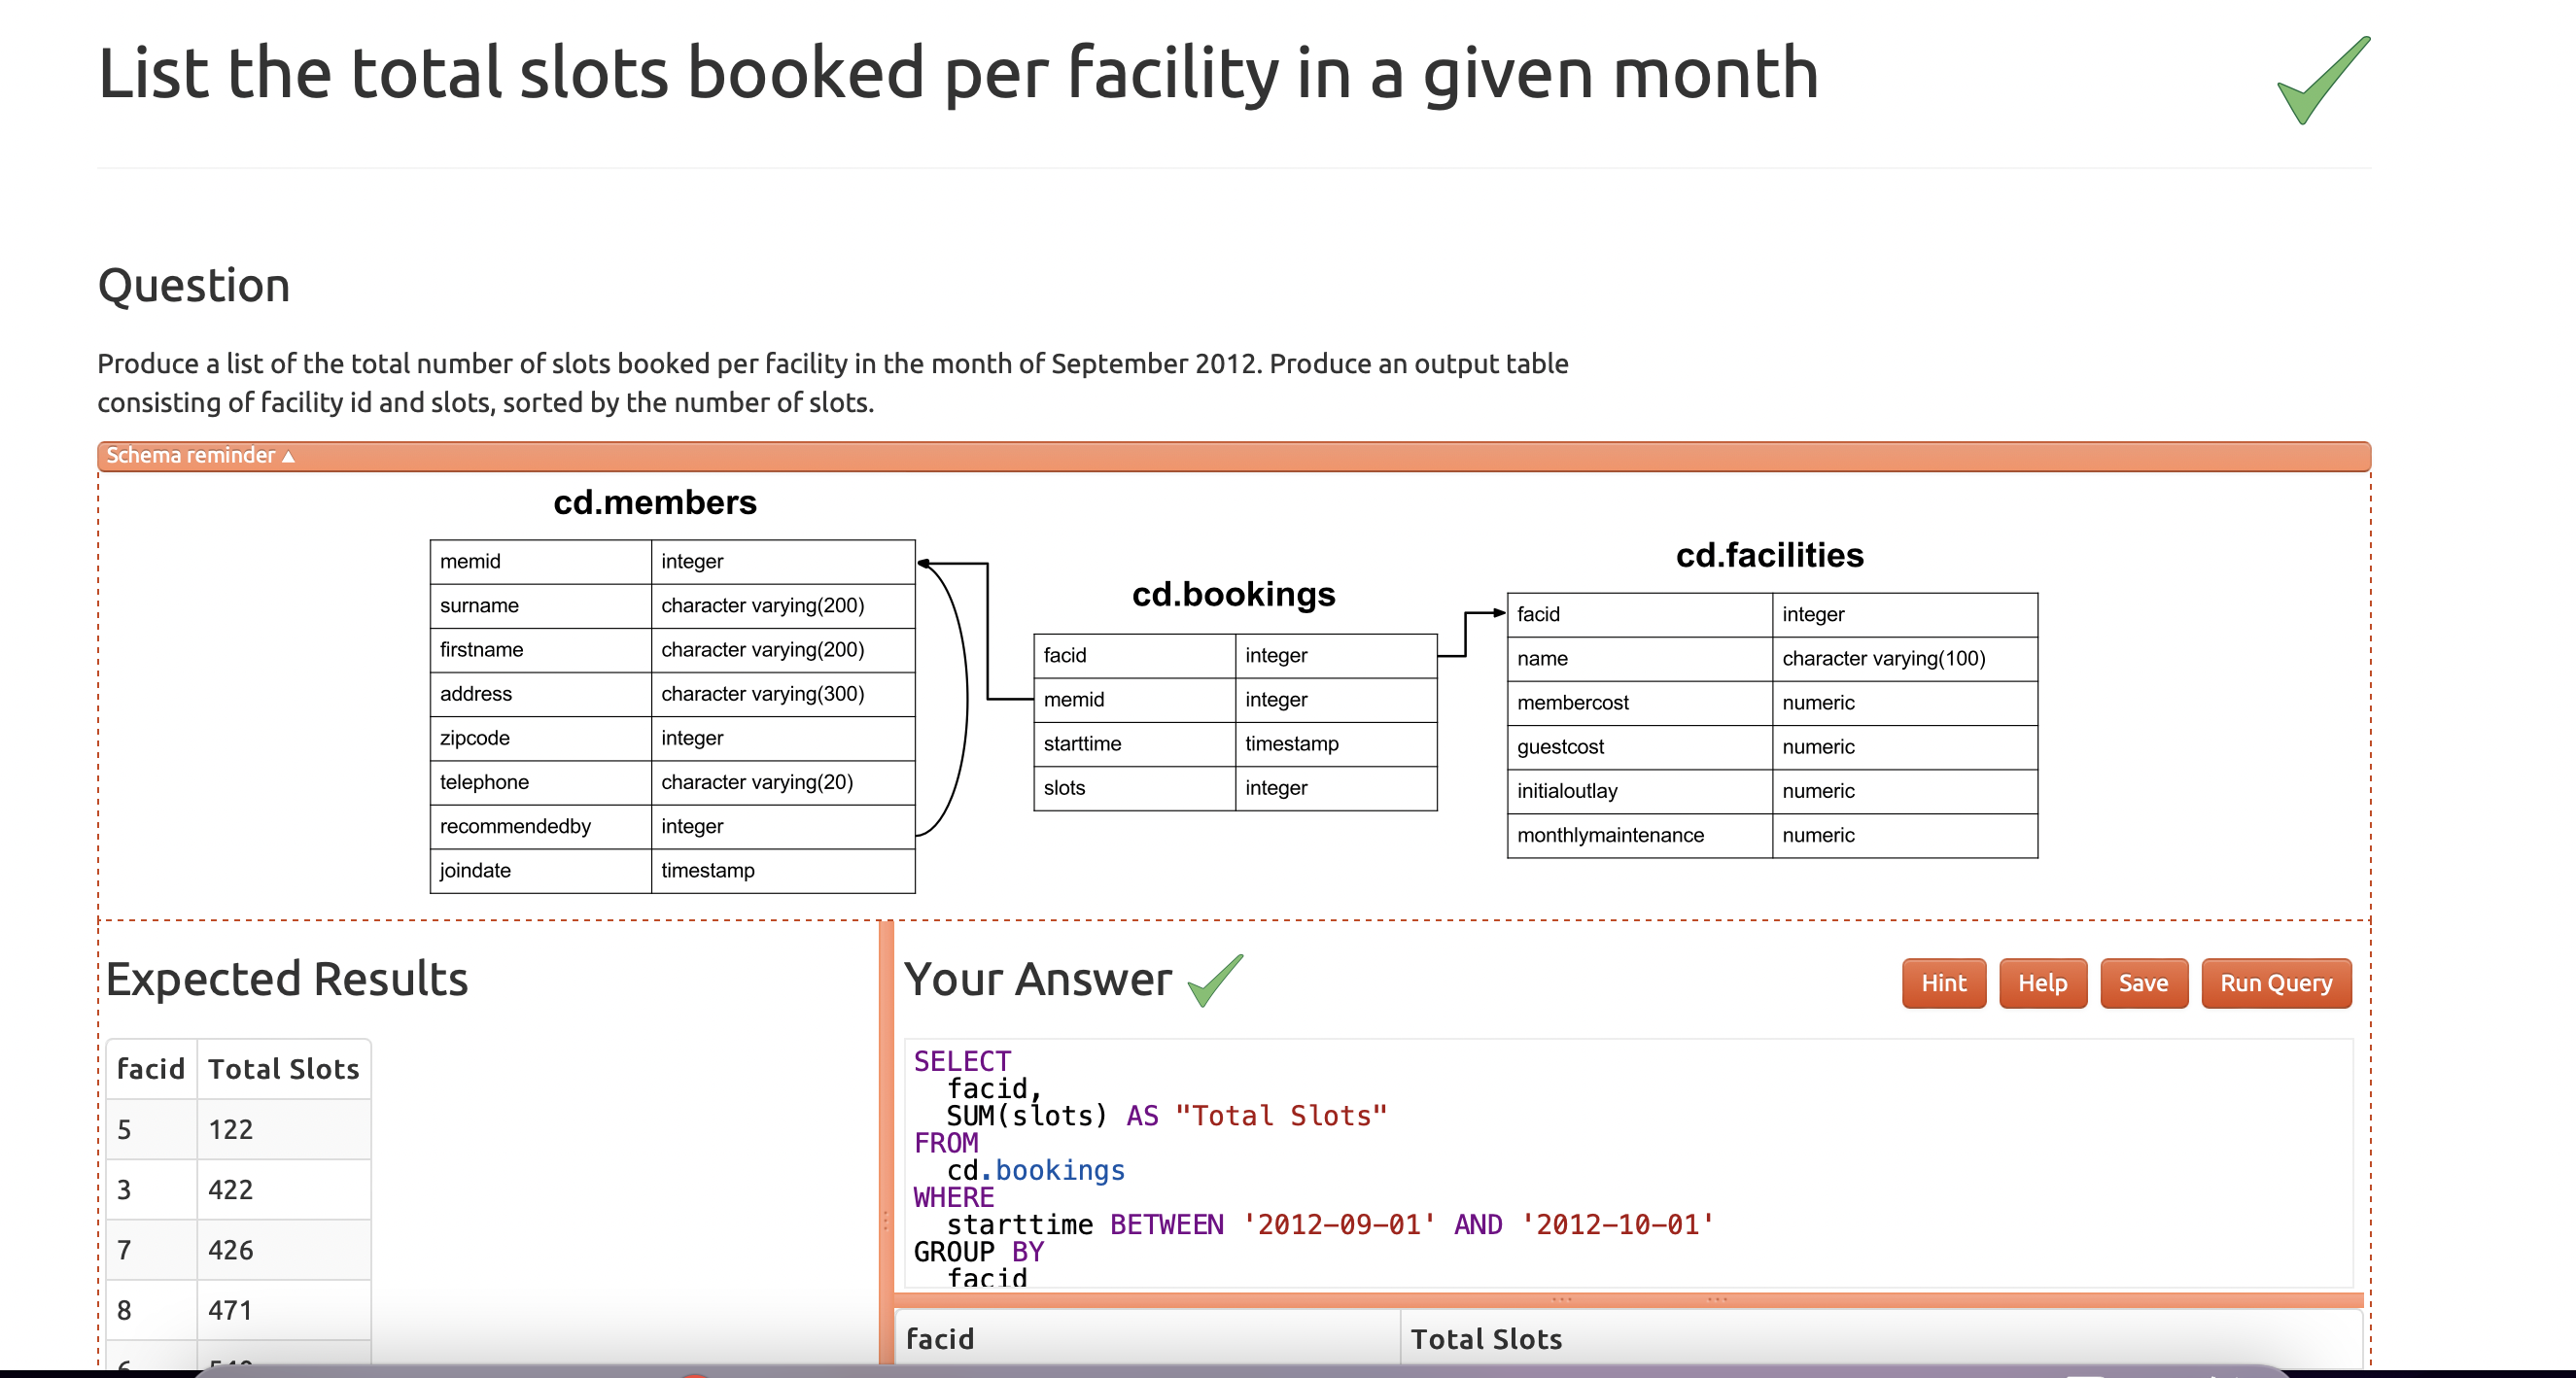 List the total slots booked per facility in a given month
Question
Produce a list of the total number of slots booked per facility in the month of September 2012. Produce an output table
consisting of facility id and slots, sorted by the number of slots.
Schema reminder ▲
cd.members
memid integer
surname character varying(200)
firstname character varying(200)
address character varying(300)
zipcode integer
telephone character varying(20)
recommendedby integer
joindate timestamp
cd.bookings
facid integer
memid integer
starttime timestamp
slots integer
cd.facilities
facid integer
name character varying(100)
membercost numeric
guestcost numeric
initialoutlay numeric
monthlymaintenance numeric
Expected Results
facid Total Slots
5 122
3 422
7 426
8 471
Your Answer
Hint Help Save Run Query
SELECT
facid,
SUM(slots) AS "Total Slots"
FROM
cd.bookings
WHERE
starttime BETWEEN '2012-09-01' AND '2012-10-01'
GROUP BY
facid
facid Total Slots